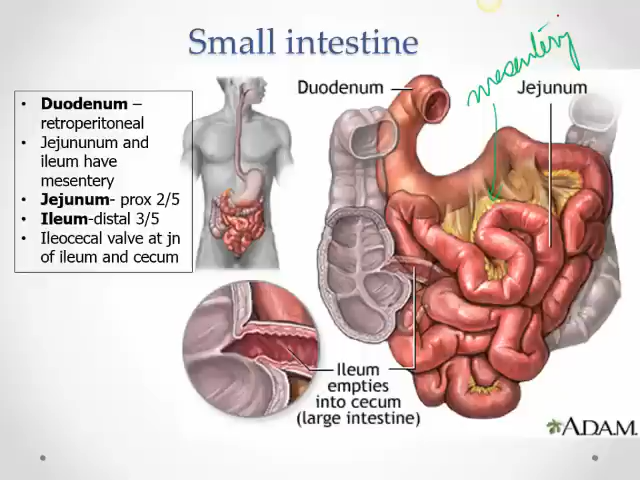 Small intestine
mesentery
• Duodenum –
retroperitoneal
• Jejununum and
ileum have
mesentery
• Jejunum- prox 2/5
• Ileum-distal 3/5
• Ileocecal valve at jn
of ileum and cecum
Duodenum
Jejunum
Ileum
empties
into cecum
(large intestine)
A.D.A.M.